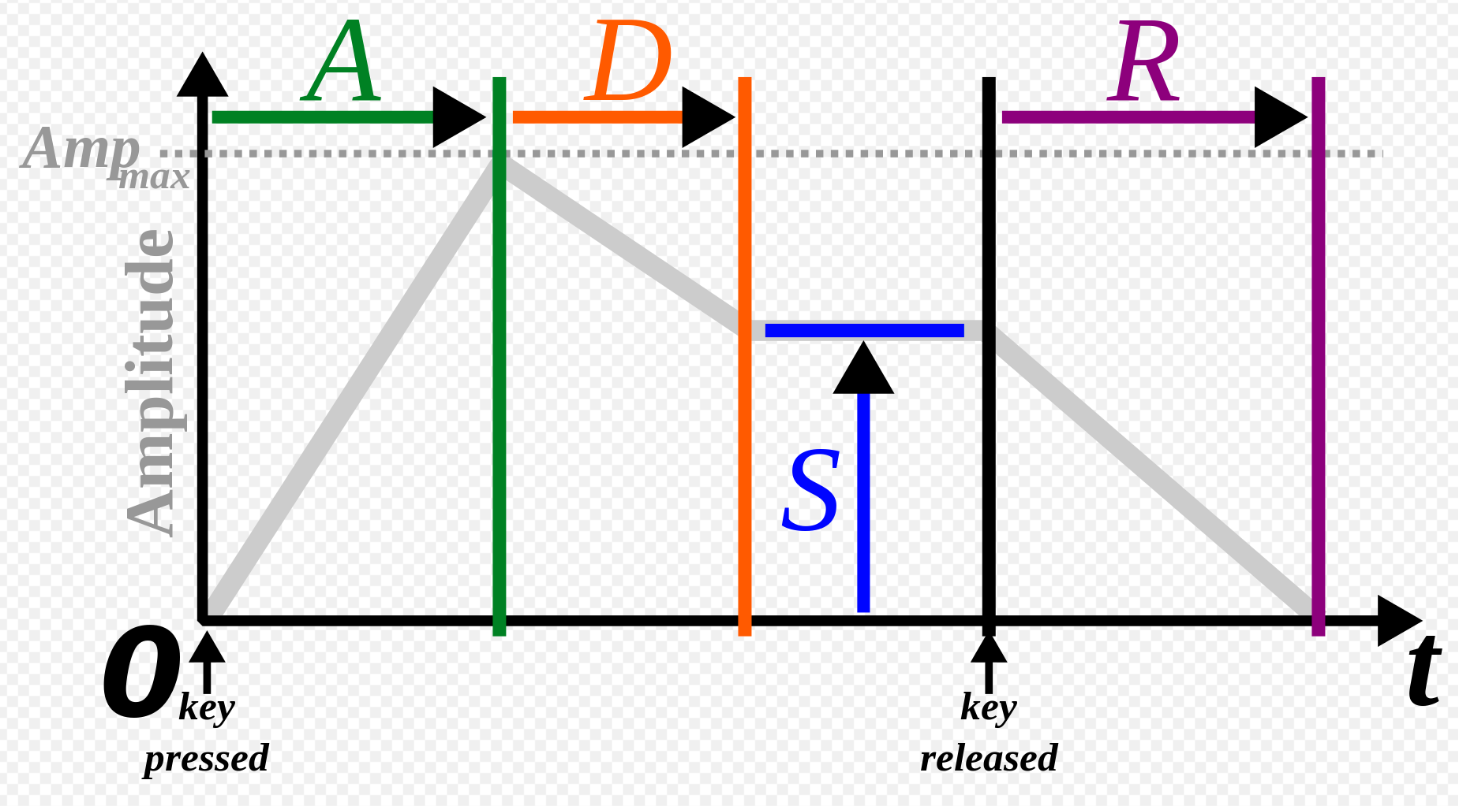 A
D
R
Amp
max
Amplitude
S
0
t
key
pressed
key
released